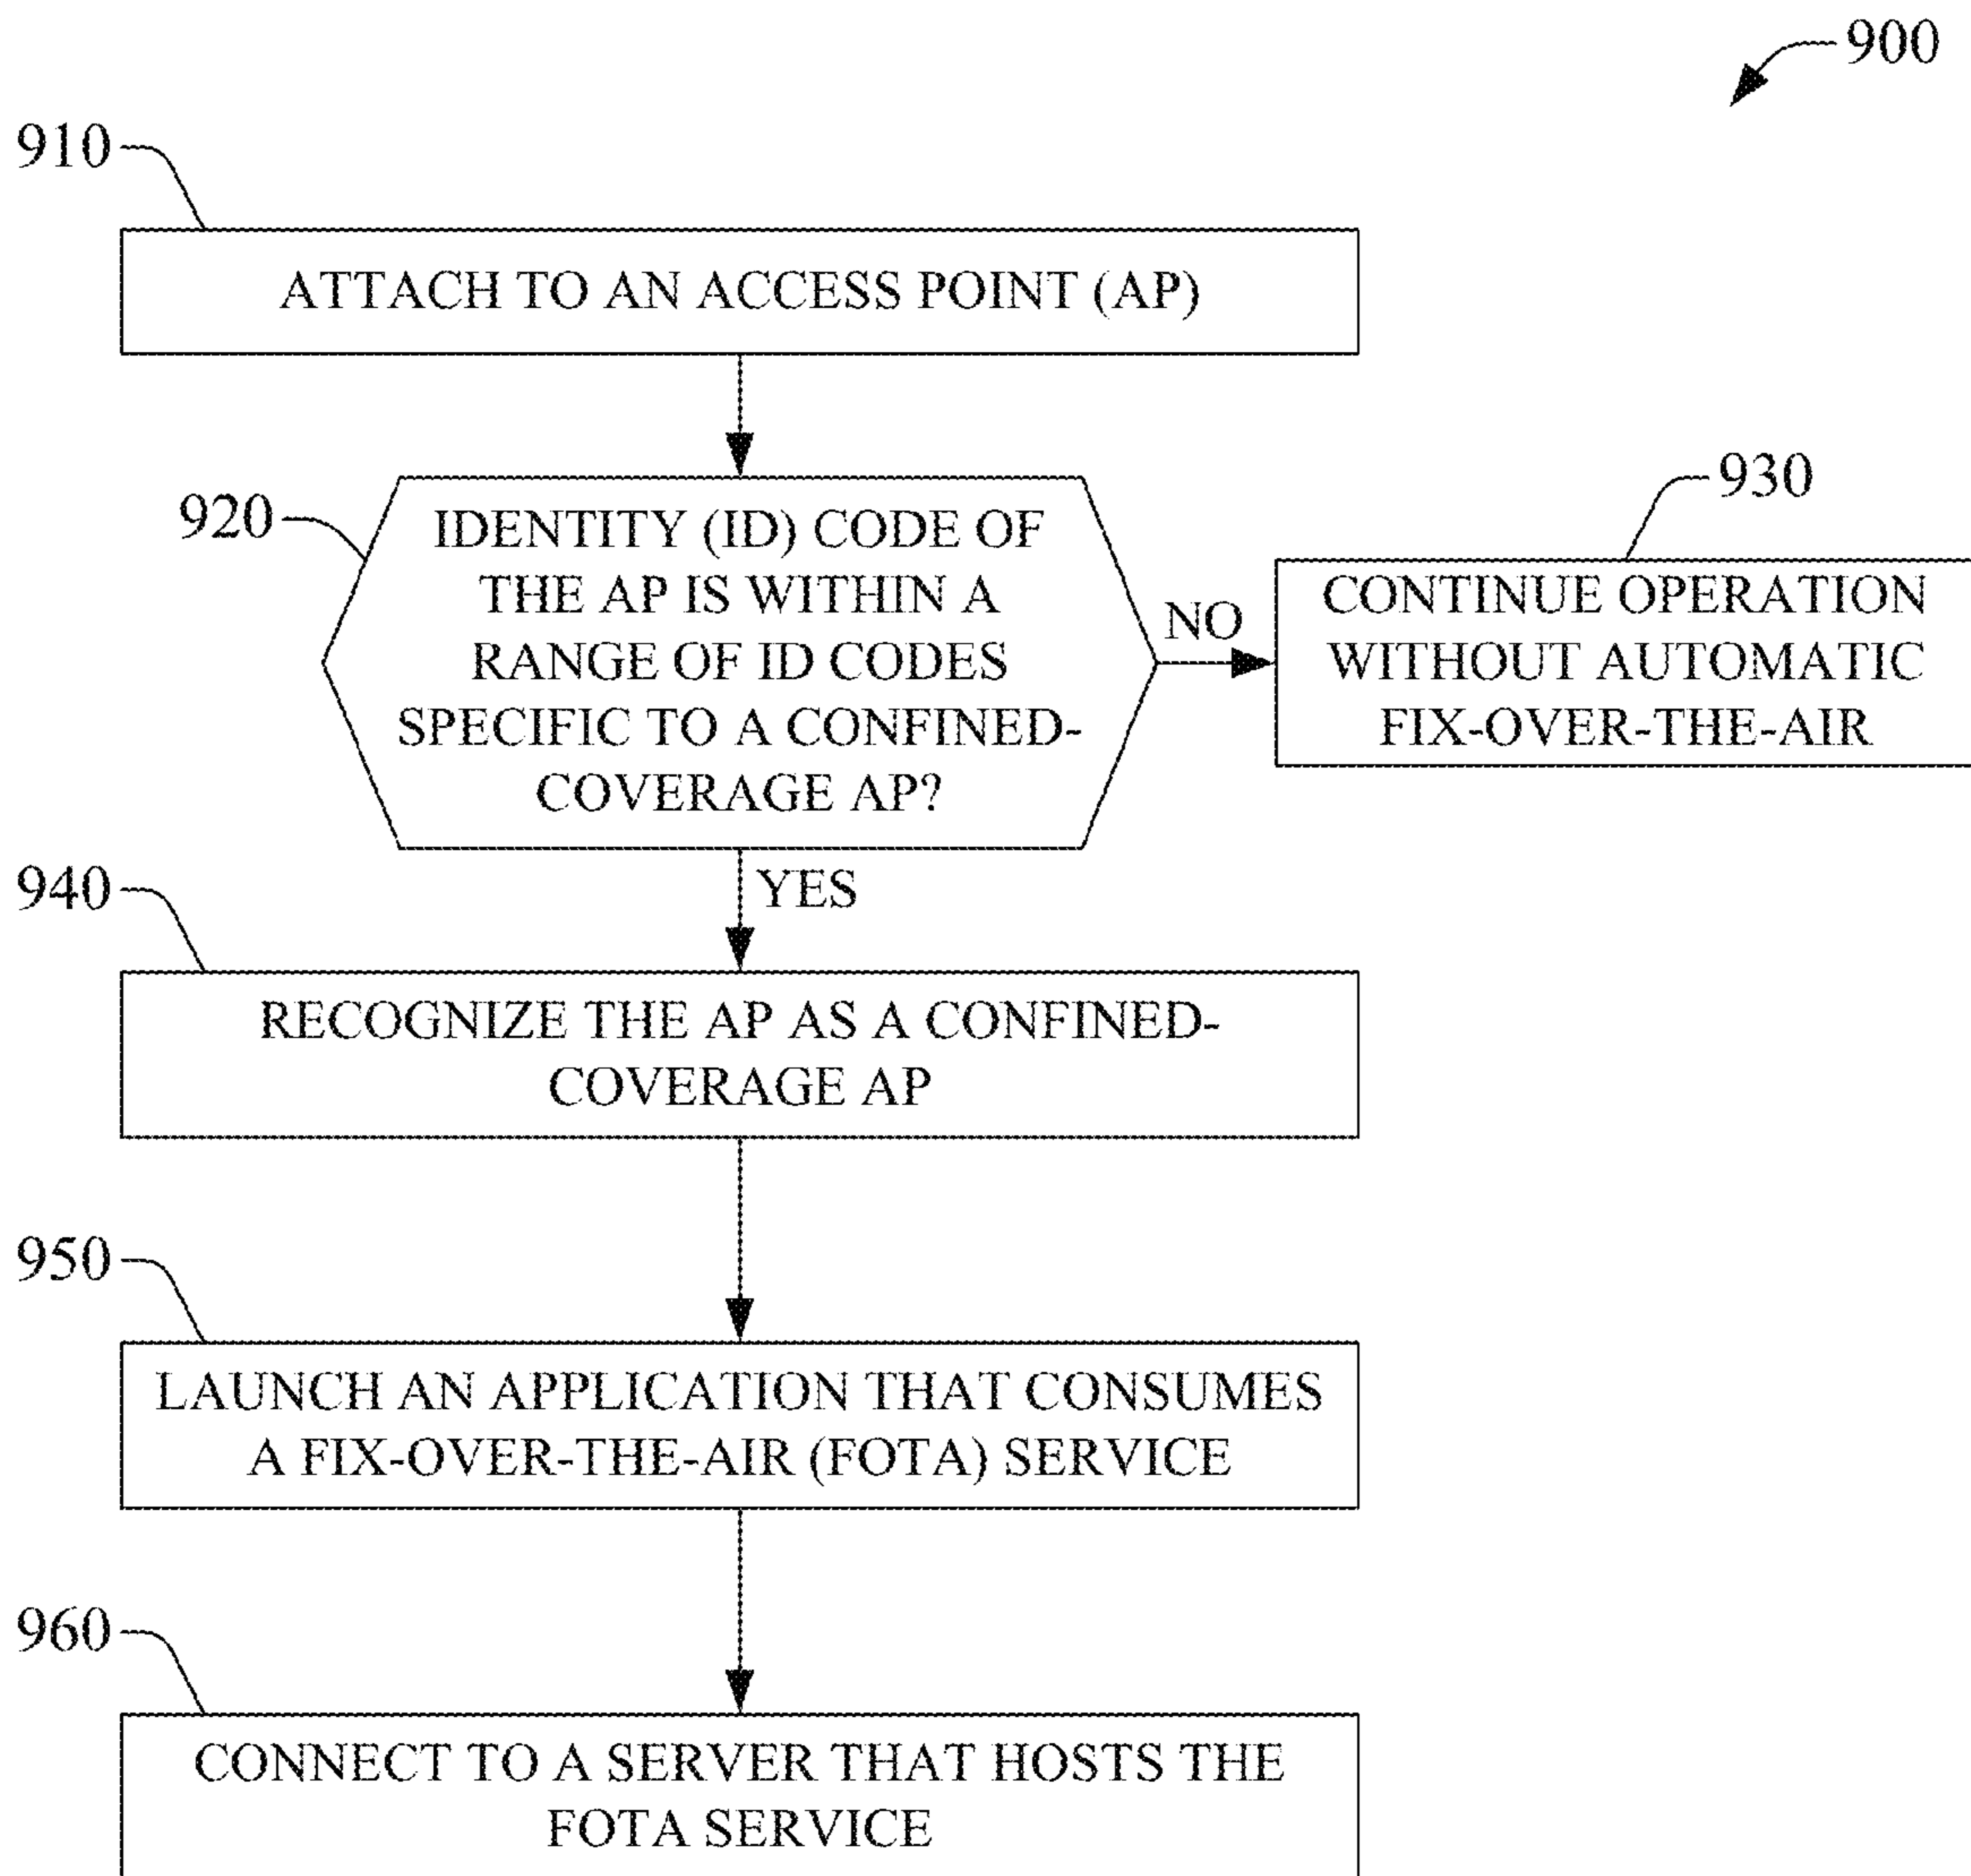 900
910
ATTACH TO AN ACCESS POINT (AP)
920
IDENTITY (ID) CODE OF
THE AP IS WITHIN A
RANGE OF ID CODES
SPECIFIC TO A CONFINED-
COVERAGE AP?
NO
930
CONTINUE OPERATION
WITHOUT AUTOMATIC
FIX-OVER-THE-AIR
YES
940
RECOGNIZE THE AP AS A CONFINED-
COVERAGE AP
950
LAUNCH AN APPLICATION THAT CONSUMES
A FIX-OVER-THE-AIR (FOTA) SERVICE
960
CONNECT TO A SERVER THAT HOSTS THE
FOTA SERVICE